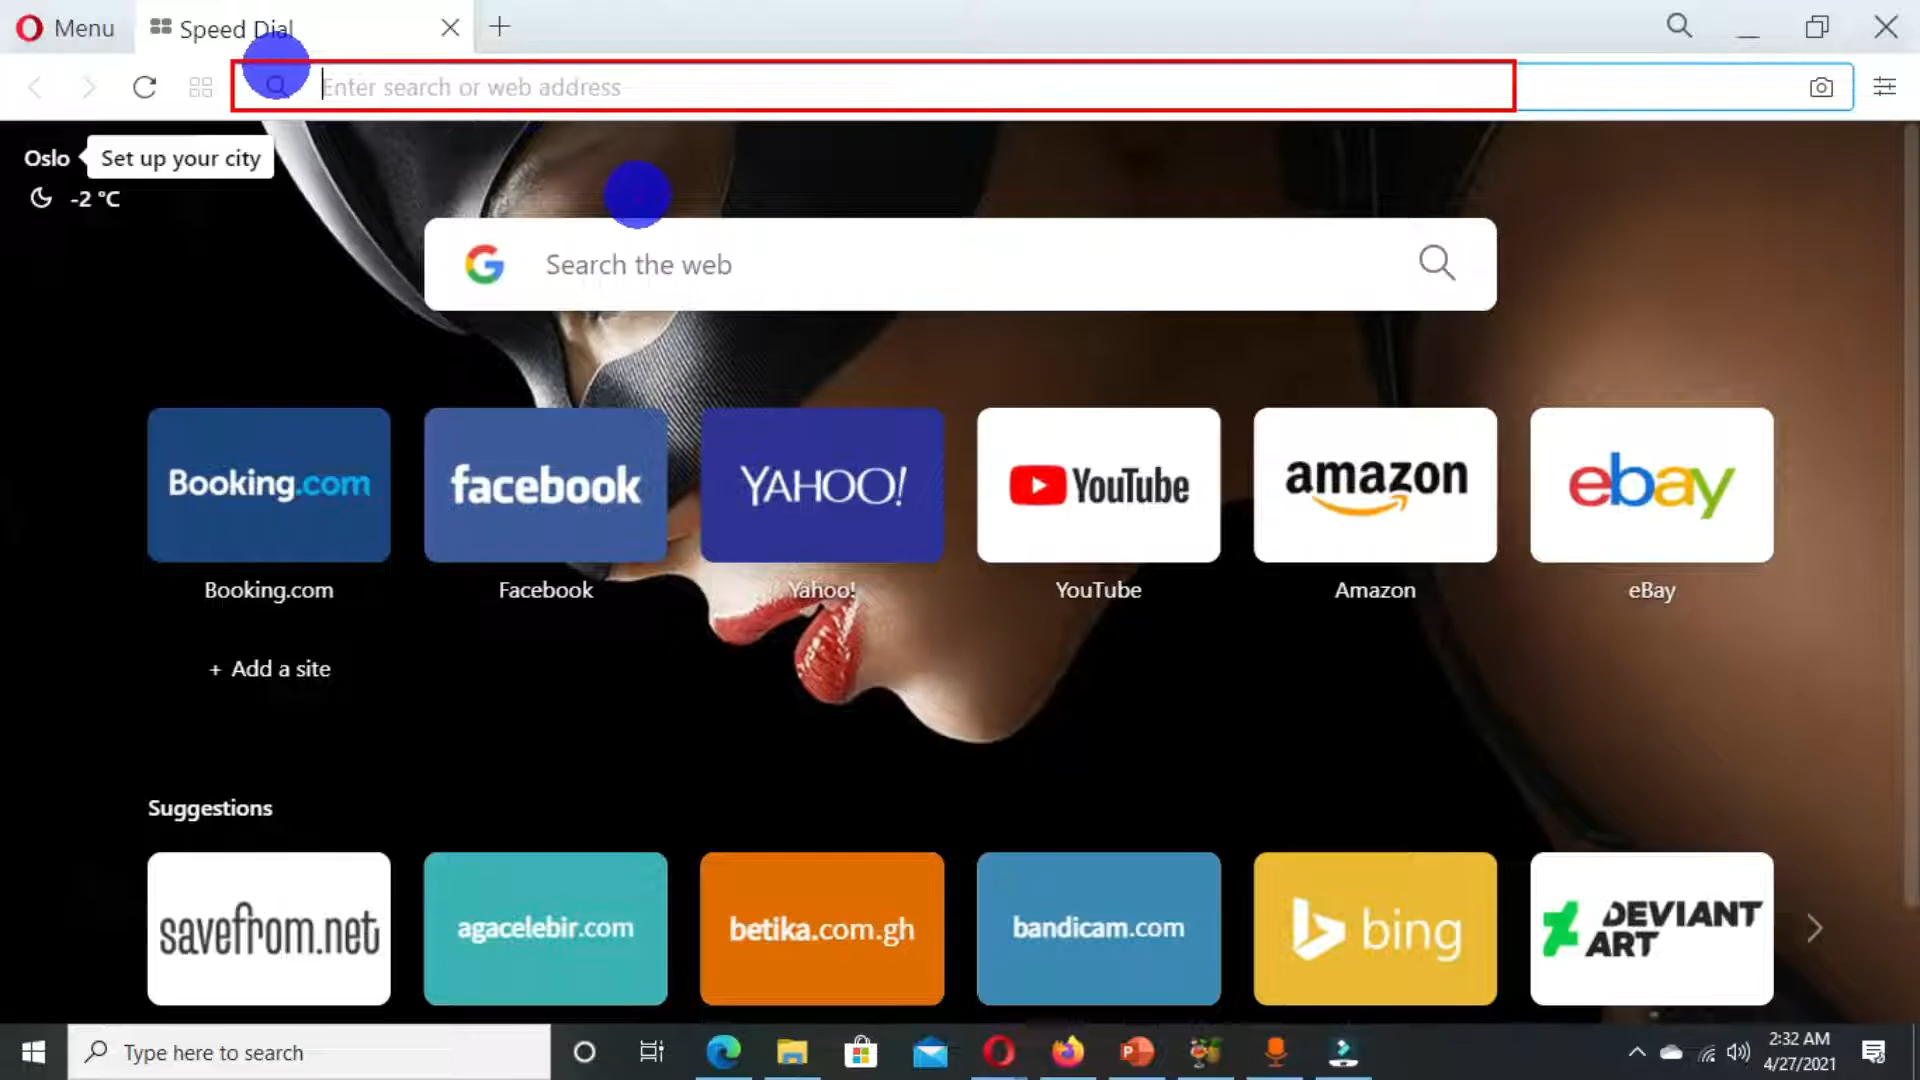 Menu
Speed Dial
Enter search or web address
Oslo
Set up your city
-2 °C
Search the web
Booking.com
facebook
YAHOO!
YouTube
amazon
ebay
Booking.com
Facebook
Yahoo!
YouTube
Amazon
eBay
+ Add a site
Suggestions
savefrom.net
agacelebir.com
betika.com.gh
bandicam.com
bing
DEVIANT
ART
Type here to search
2:32 AM
4/27/2021